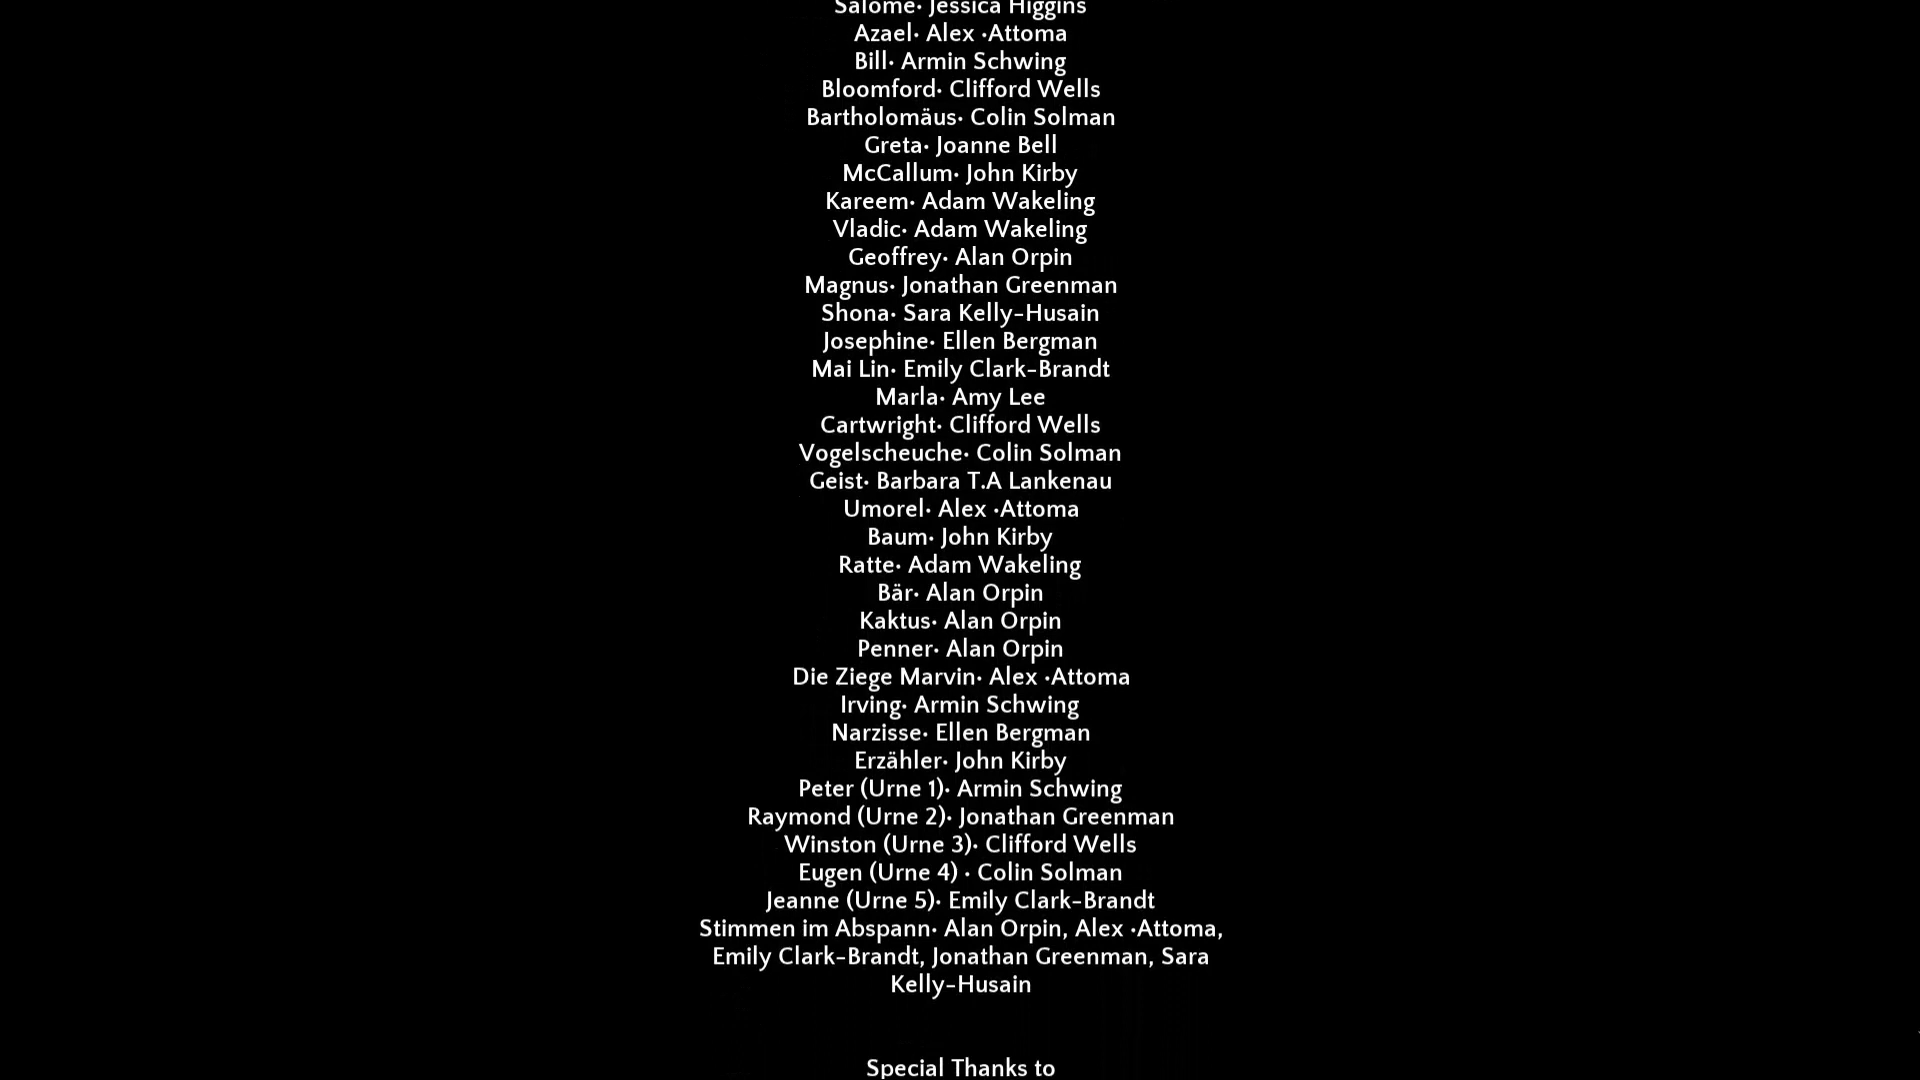 Salome• Jessica Higgins
Azael• Alex •Attoma
Bill• Armin Schwing
Bloomford• Clifford Wells
Bartholomäus• Colin Solman
Greta• Joanne Bell
McCallum• John Kirby
Kareem• Adam Wakeling
Vladic• Adam Wakeling
Geoffrey• Alan Orpin
Magnus• Jonathan Greenman
Shona• Sara Kelly-Husain
Josephine• Ellen Bergman
Mai Lin• Emily Clark-Brandt
Marla• Amy Lee
Cartwright• Clifford Wells
Vogelscheuche• Colin Solman
Geist• Barbara T.A Lankenau
Umorel• Alex •Attoma
Baum• John Kirby
Ratte• Adam Wakeling
Bär• Alan Orpin
Kaktus• Alan Orpin
Penner• Alan Orpin
Die Ziege Marvin• Alex •Attoma
Irving• Armin Schwing
Narzisse• Ellen Bergman
Erzähler• John Kirby
Peter (Urne 1)• Armin Schwing
Raymond (Urne 2)• Jonathan Greenman
Winston (Urne 3)• Clifford Wells
Eugen (Urne 4) • Colin Solman
Jeanne (Urne 5)• Emily Clark-Brandt
Stimmen im Abspann• Alan Orpin, Alex •Attoma,
Emily Clark-Brandt, Jonathan Greenman, Sara
Kelly-Husain
Special Thanks to